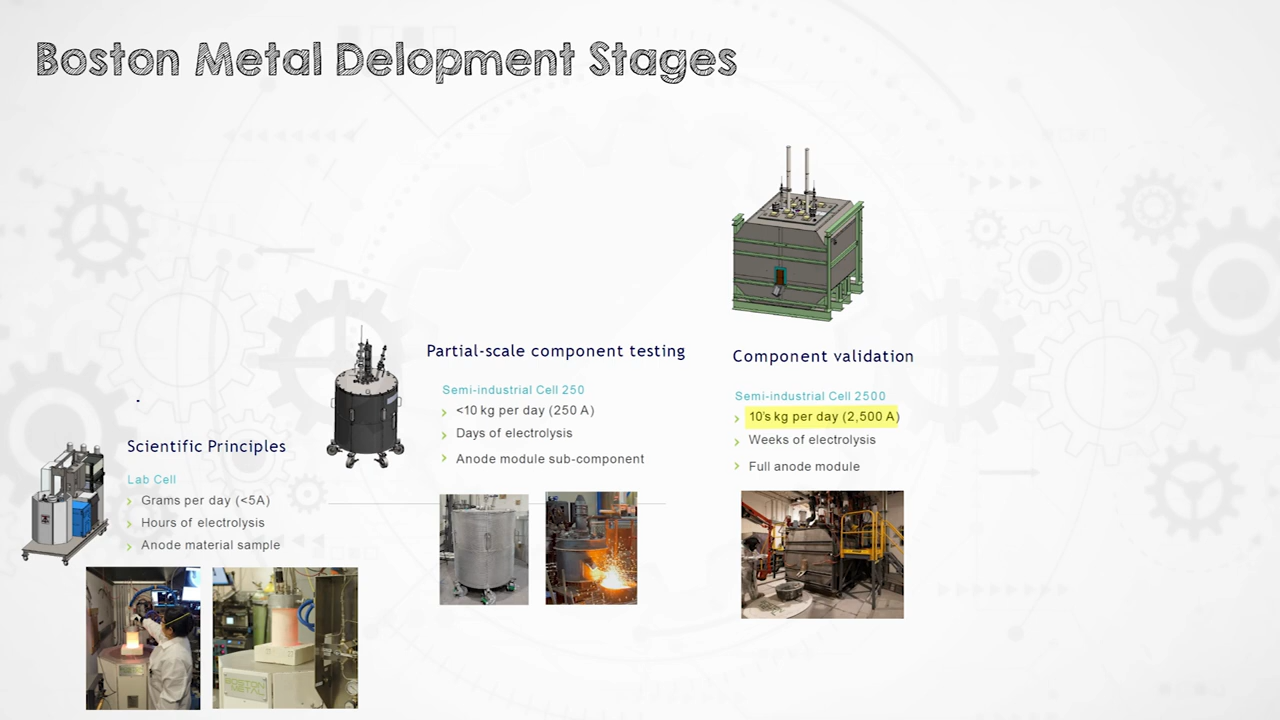 Boston Metal Delopment Stages
Scientific Principles
Lab Cell
Grams per day (<5A)
Hours of electrolysis
Anode material sample
BOSTON
METAL
Partial-scale component testing
Semi-industrial Cell 250
<10 kg per day (250 A)
Days of electrolysis
Anode module sub-component
Component validation
Semi-industrial Cell 2500
10's kg per day (2,500 A)
Weeks of electrolysis
Full anode module